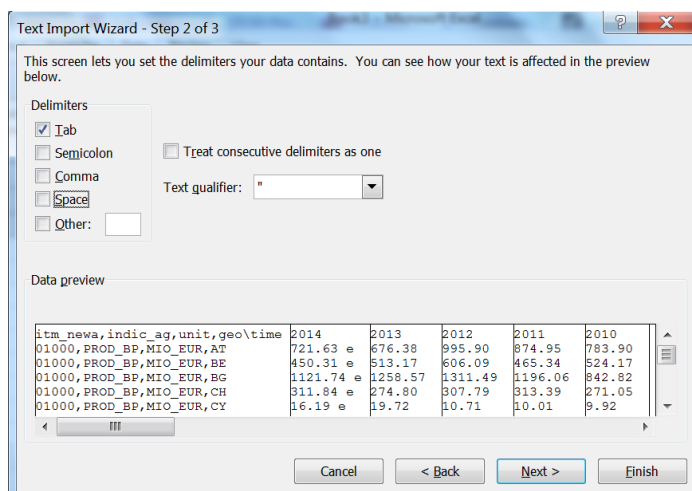 Text Import Wizard - Step 2 of 3
This screen lets you set the delimiters your data contains.  You can see how your text is affected in the preview
below.
Delimiters
Tab
Semicolon
Comma
Space
Other:
Treat consecutive delimiters as one
Text qualifier: "
Data preview
itm_newa,indic_ag,unit,geo\time 2014 2013 2012 2011 2010
01000,PROD_BP,MIO_EUR,AT 721.63 e 676.38 995.90 874.95 783.90
01000,PROD_BP,MIO_EUR,BE 450.31 e 513.17 606.09 465.34 524.17
01000,PROD_BP,MIO_EUR,BG 1121.74 e 1258.57 1311.49 1196.06 842.82
01000,PROD_BP,MIO_EUR,CH 311.84 e 274.80 307.79 313.39 271.05
01000,PROD_BP,MIO_EUR,CY 16.19 e 19.72 10.71 10.01 9.92
Cancel < Back Next > Finish